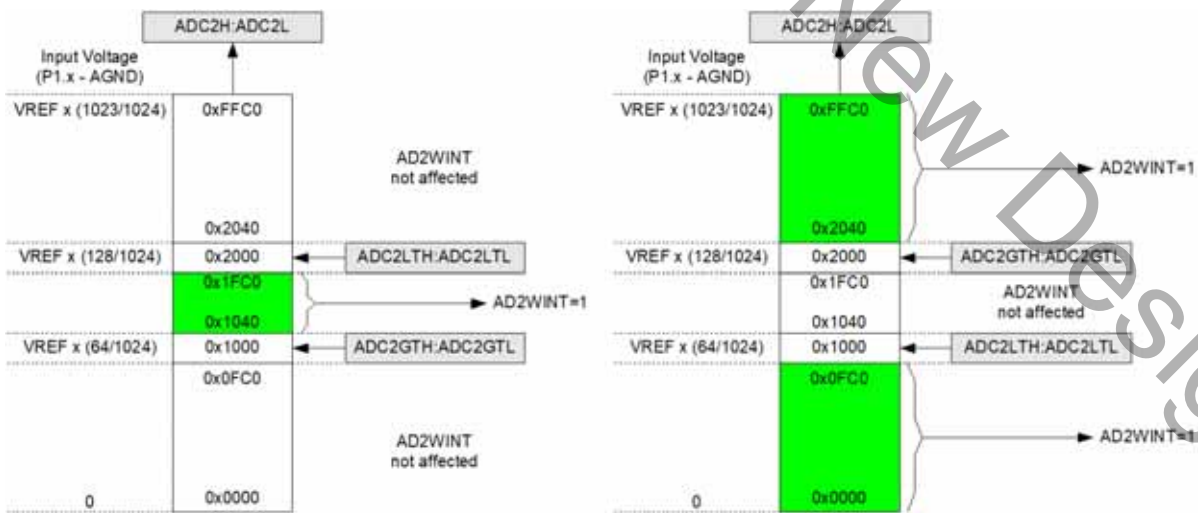 ADC2H:ADC2L
Input Voltage
(P1.x - AGND)
VREF x (1023/1024)
0xFFC0
AD2WINT
not affected
0x2040
VREF x (128/1024)
0x2000
ADC2LTH:ADC2LTL
0x1FC0
AD2WINT=1
0x1040
VREF x (64/1024)
0x1000
ADC2GTH:ADC2GTL
0x0FC0
AD2WINT
not affected
0
0x0000
ADC2H:ADC2L
Input Voltage
(P1.x - AGND)
VREF x (1023/1024)
0xFFC0
AD2WINT=1
0x2040
VREF x (128/1024)
0x2000
ADC2GTH:ADC2GTL
0x1FC0
AD2WINT
not affected
0x1040
VREF x (64/1024)
0x1000
ADC2LTH:ADC2LTL
0x0FC0
AD2WINT=1
0
0x0000
New